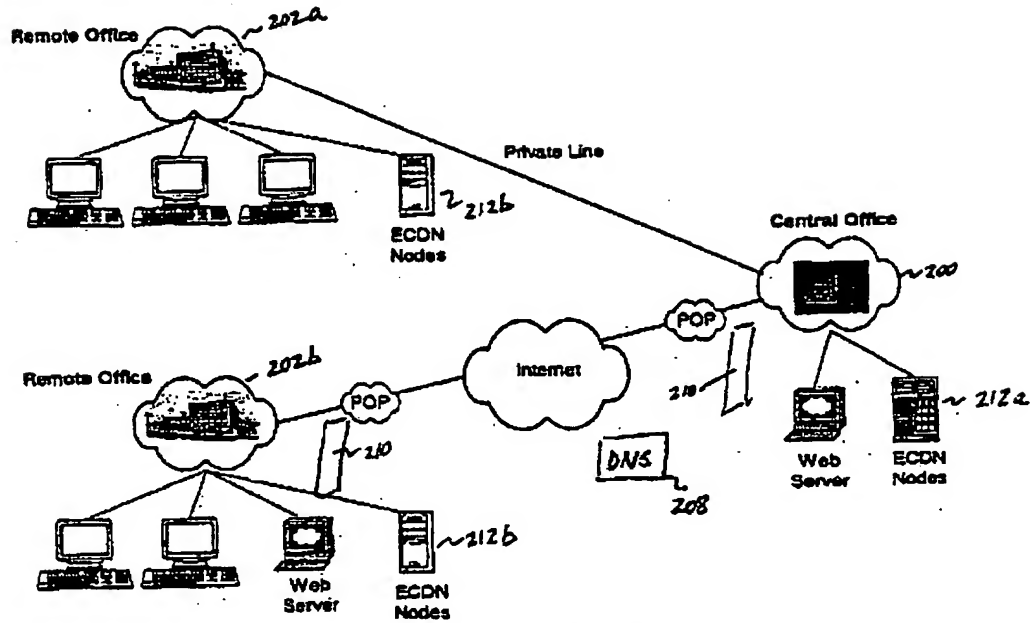 202a
Remote Office
Private Line
212b
ECDN
Nodes
Central Office
200
POP
Internet
202b
Remote Office
POP
210
210
212a
DNS
208
Web
Server
ECDN
Nodes
212b
Web
Server
ECDN
Nodes